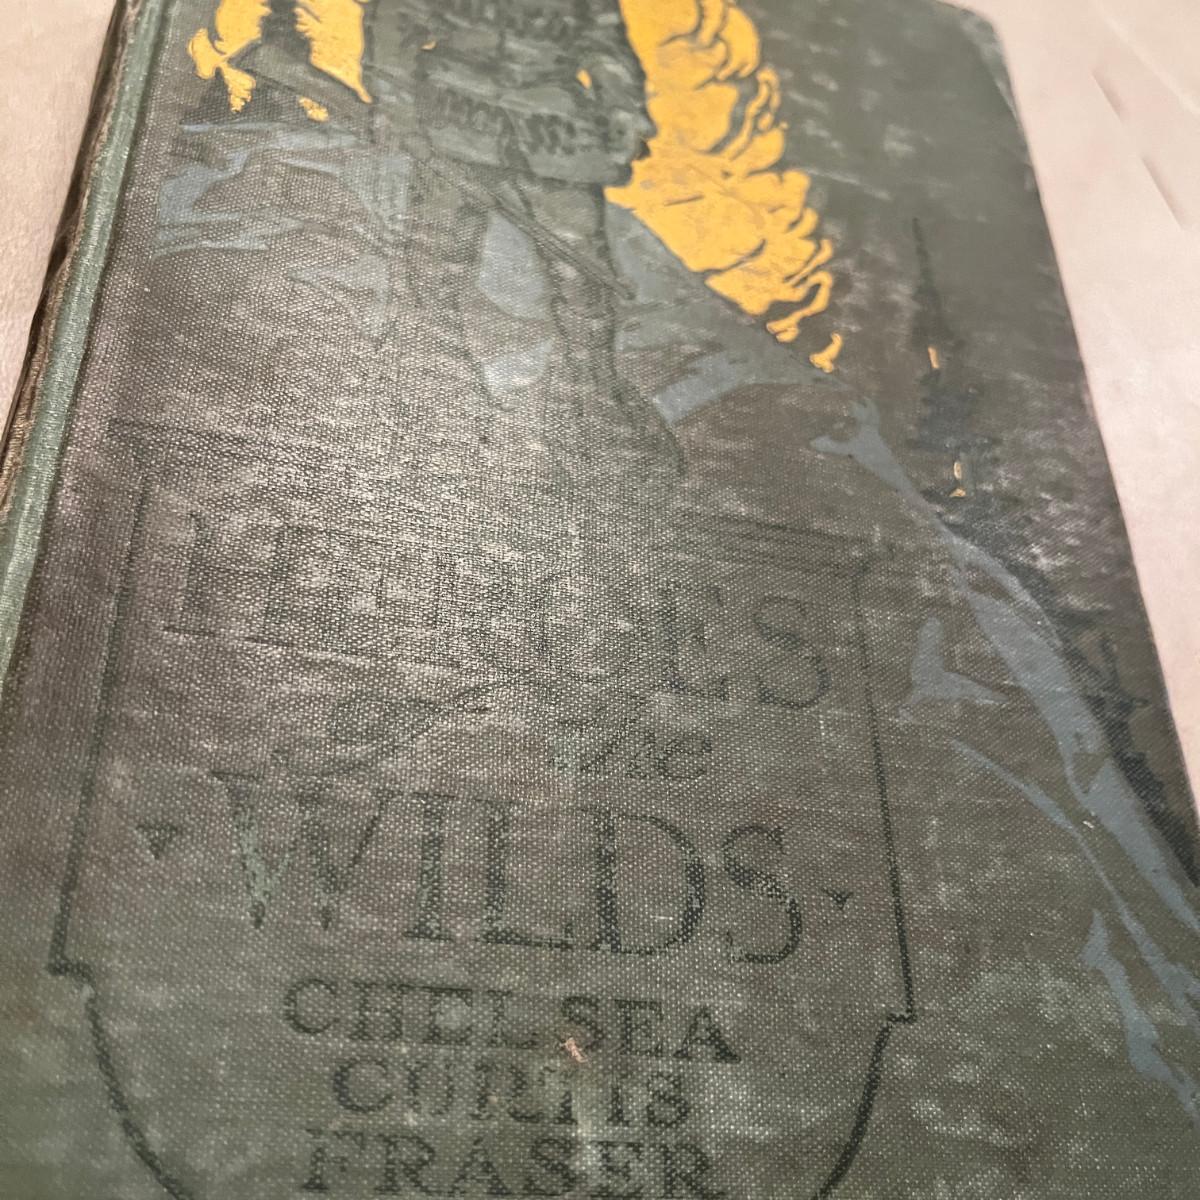 HEROES
of the
WILDS
CHELSEA
CURTIS
FRASER